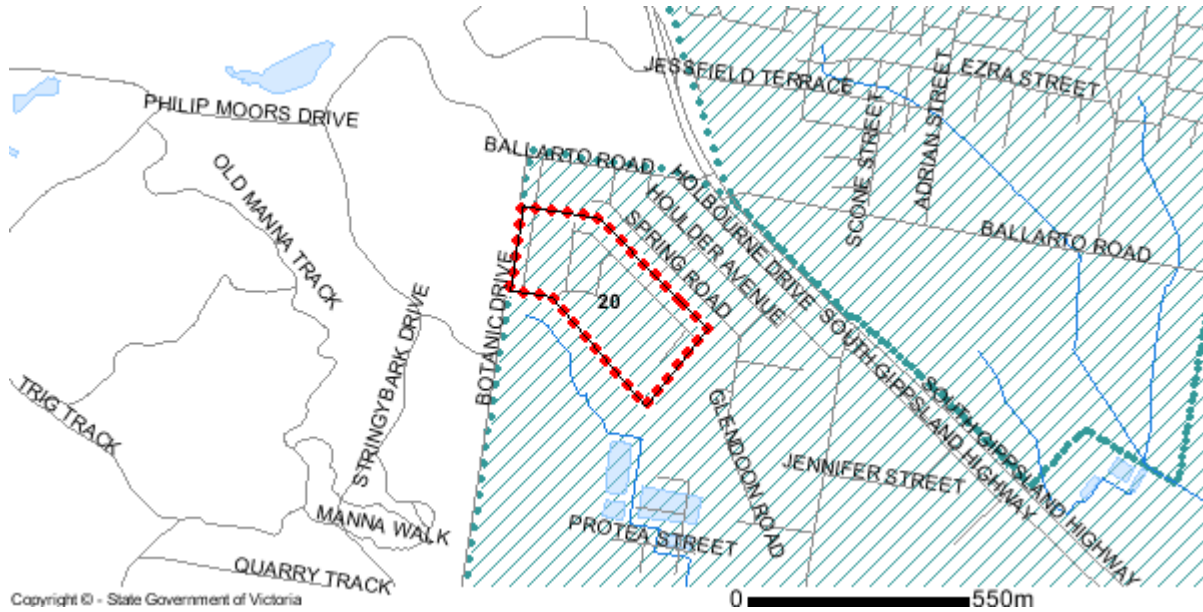 JESSFIELD TERRACE
EZRA STREET
PHILIP MOORS DRIVE
ADRIAN STREET
SCONE STREET
BALLARTO ROAD
OLD MANNA TRACK
HOLBOURNE DRIVE
HOULDER AVENUE
SPRING ROAD
BALLARTO ROAD
BOTANIC DRIVE
20
STRINGYBARK DRIVE
SOUTH GIPPSLAND HIGHWAY
SOUTH GIPPSLAND HIGHWAY
TRIG TRACK
GLENDOON ROAD
JENNIFER STREET
MANNA WALK
PROTEA STREET
QUARRY TRACK
Copyright © - State Government of Victoria
0 550m